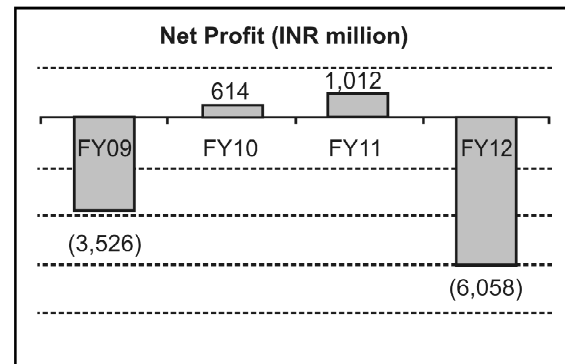 Net Profit (INR million)
614
1,012
FY09
FY10
FY11
FY12
(3,526)
(6,058)